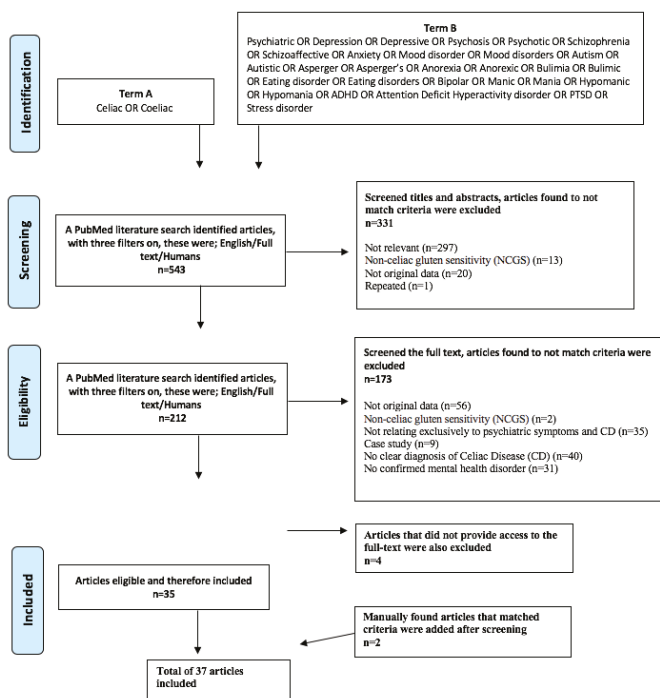 Identification
Term A
Celiac OR Coeliac
Term B
Psychiatric OR Depression OR Depressive OR Psychosis OR Psychotic OR Schizophrenia
OR Schizoaffective OR Anxiety OR Mood disorder OR Mood disorders OR Autism OR
Autistic OR Asperger OR Asperger's OR Anorexia OR Anorexic OR Bulimia OR Bulimic
OR Eating disorder OR Eating disorders OR Bipolar OR Manic OR Mania OR Hypomanic
OR Hypomania OR ADHD OR Attention Deficit Hyperactivity disorder OR PTSD OR
Stress disorder
Screening
A PubMed literature search identified articles,
with three filters on, these were; English/Full
text/Humans
n=543
Screened titles and abstracts, articles found to not
match criteria were excluded
n=331
Not relevant (n=297)
Non-celiac gluten sensitivity (NCGS) (n=13)
Not original data (n=20)
Repeated (n=1)
Eligibility
A PubMed literature search identified articles,
with three filters on, these were; English/Full
text/Humans
n=212
Screened the full text, articles found to not match criteria were
excluded
n=173
Not original data (n=56)
Non-celiac gluten sensitivity (NCGS) (n=2)
Not relating exclusively to psychiatric symptoms and CD (n=35)
Case study (n=9)
No clear diagnosis of Celiac Disease (CD) (n=40)
No confirmed mental health disorder (n=31)
Included
Articles that did not provide access to the
full-text were also excluded
n=4
Articles eligible and therefore included
n=35
Manually found articles that matched
criteria were added after screening
n=2
Total of 37 articles
included